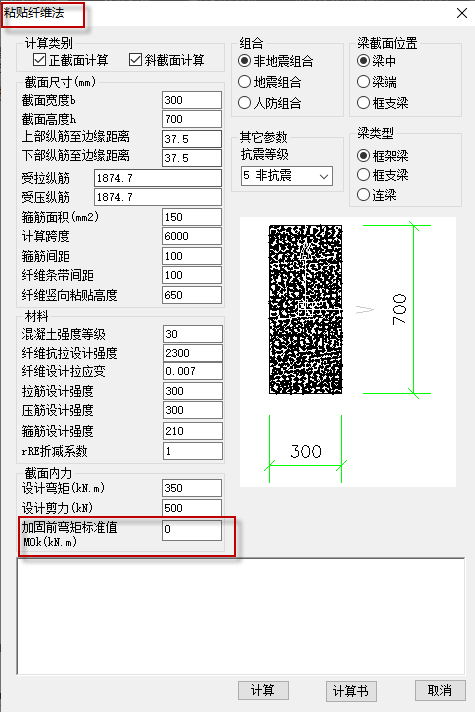 粘贴纤维法
计算类别
正截面计算 斜截面计算
截面尺寸(mm)
截面宽度b 300
截面高度h 700
上部纵筋至边缘距离 37.5
下部纵筋至边缘距离 37.5
受拉纵筋 1874.7
受压纵筋 1874.7
箍筋面积(mm2) 150
计算跨度 6000
箍筋间距 100
纤维条带间距 100
纤维竖向粘贴高度 650
材料
混凝土强度等级 30
纤维抗拉设计强度 2300
纤维设计拉应变 0.007
拉筋设计强度 300
压筋设计强度 300
箍筋设计强度 210
rRE折减系数 1
截面内力
设计弯矩(kN.m) 350
设计剪力(kN) 500
加固前弯矩标准值 0
M0k(kN.m)
组合
非地震组合
地震组合
人防组合
其它参数
抗震等级
5 非抗震
梁截面位置
梁中
梁端
框支梁
梁类型
框架梁
框支梁
连梁
700
300
计算 计算书 取消